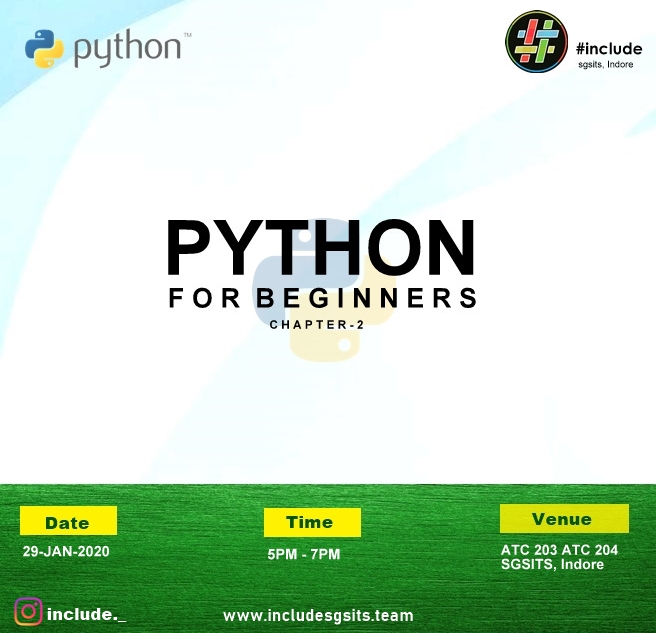 python™
#include
sgsits, Indore
PYTHON
FOR BEGINNERS
CHAPTER-2
Date
29-JAN-2020
Time
5PM - 7PM
Venue
ATC 203 ATC 204
SGSITS, Indore
include._
www.includesgsits.team